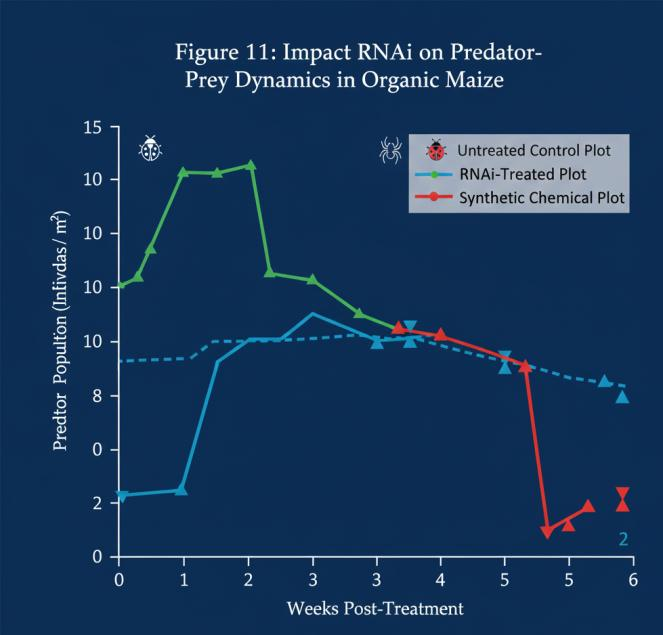 Figure 11: Impact RNAi on Predator-
Prey Dynamics in Organic Maize
Untreated Control Plot
RNAi-Treated Plot
Synthetic Chemical Plot
Predtor Popultion (Intivdas / m²)
15
10
10
10
10
8
0
2
0
2
0 1 2 3 3 4 5 5 6
Weeks Post-Treatment